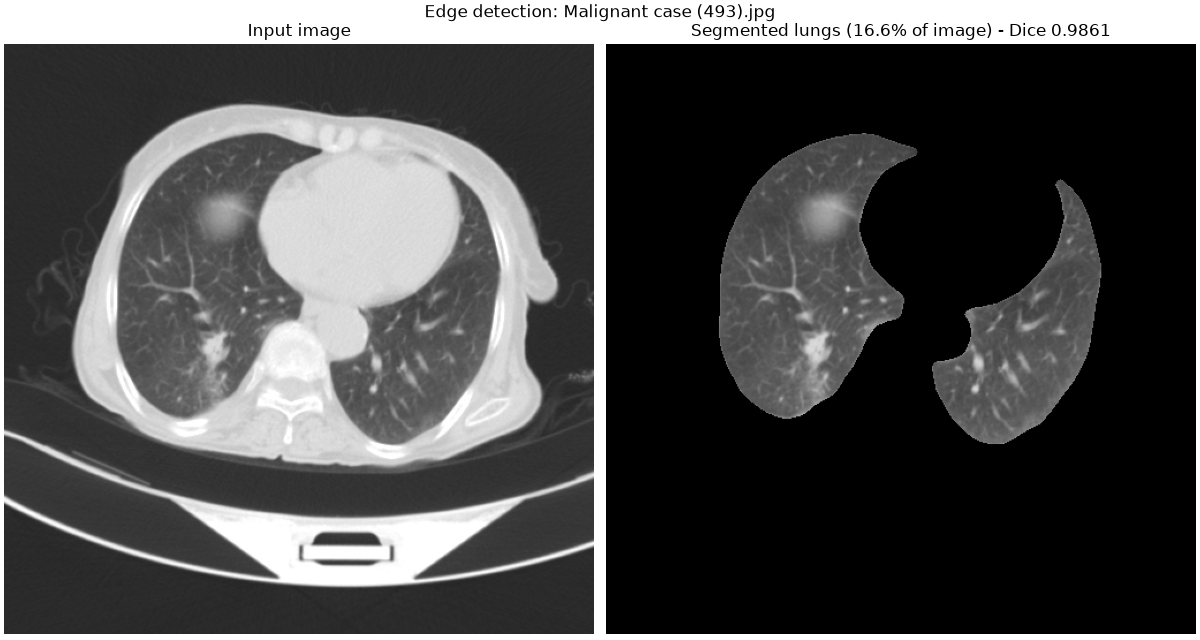 Edge detection: Malignant case (493).jpg
Input image
Segmented lungs (16.6% of image) - Dice 0.9861